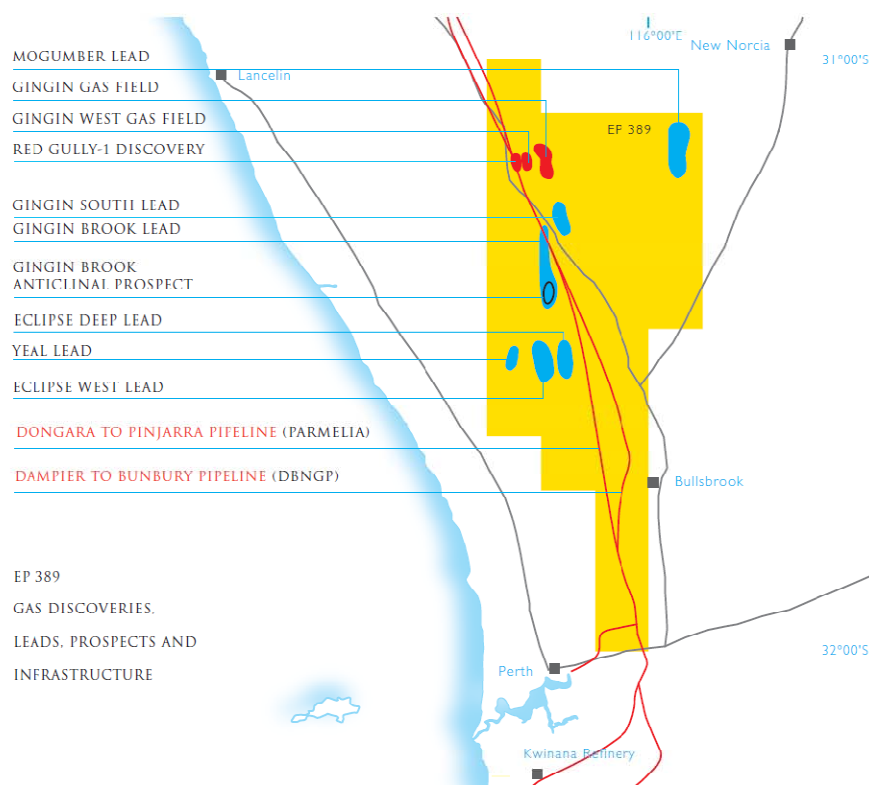 116°00'E
New Norcia
31°00'S
MOGUMBER LEAD
Lancelin
GINGIN GAS FIELD
GINGIN WEST GAS FIELD
EP 389
RED GULLY-1 DISCOVERY
GINGIN SOUTH LEAD
GINGIN BROOK LEAD
GINGIN BROOK
ANTICLINAL PROSPECT
ECLIPSE DEEP LEAD
YEAL LEAD
ECLIPSE WEST LEAD
DONGARA TO PINJARRA PIPELINE (PARMELIA)
DAMPIER TO BUNBURY PIPELINE (DBNGP)
Bullsbrook
EP 389
GAS DISCOVERIES,
LEADS, PROSPECTS AND
INFRASTRUCTURE
32°00'S
Perth
Kwinana Refinery